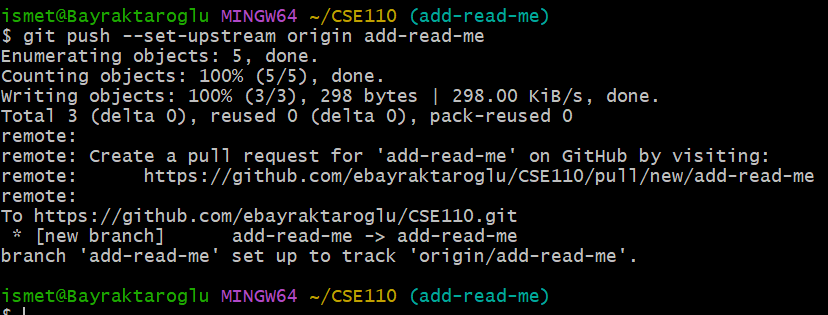 ismet@Bayraktaroglu MINGW64 ~/CSE110 (add-read-me)
$ git push --set-upstream origin add-read-me
Enumerating objects: 5, done.
Counting objects: 100% (5/5), done.
Writing objects: 100% (3/3), 298 bytes | 298.00 KiB/s, done.
Total 3 (delta 0), reused 0 (delta 0), pack-reused 0
remote:
remote: Create a pull request for 'add-read-me' on GitHub by visiting:
remote:      https://github.com/ebayraktaroglu/CSE110/pull/new/add-read-me
remote:
To https://github.com/ebayraktaroglu/CSE110.git
 * [new branch]      add-read-me -> add-read-me
branch 'add-read-me' set up to track 'origin/add-read-me'.
ismet@Bayraktaroglu MINGW64 ~/CSE110 (add-read-me)
$